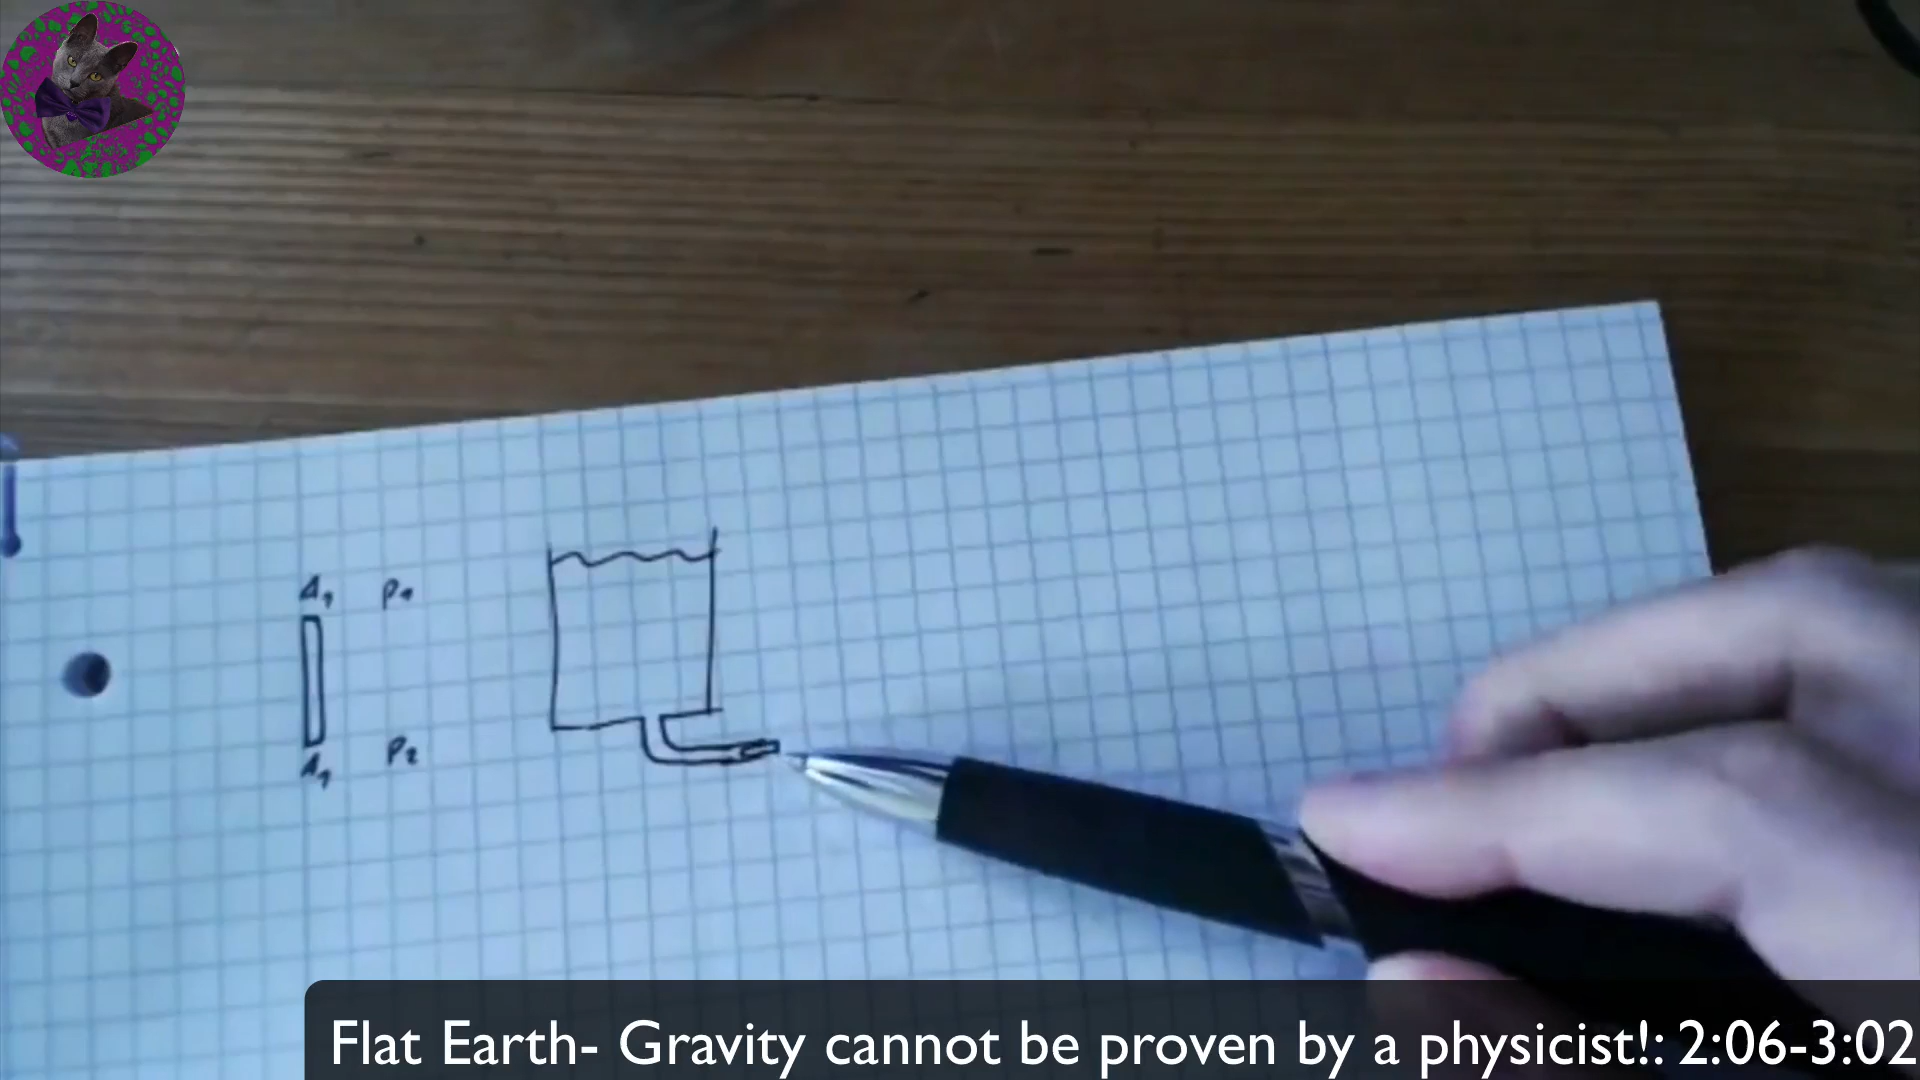 A₁ P₁
A₁ P₂
Flat Earth- Gravity cannot be proven by a physicist!: 2:06-3:02